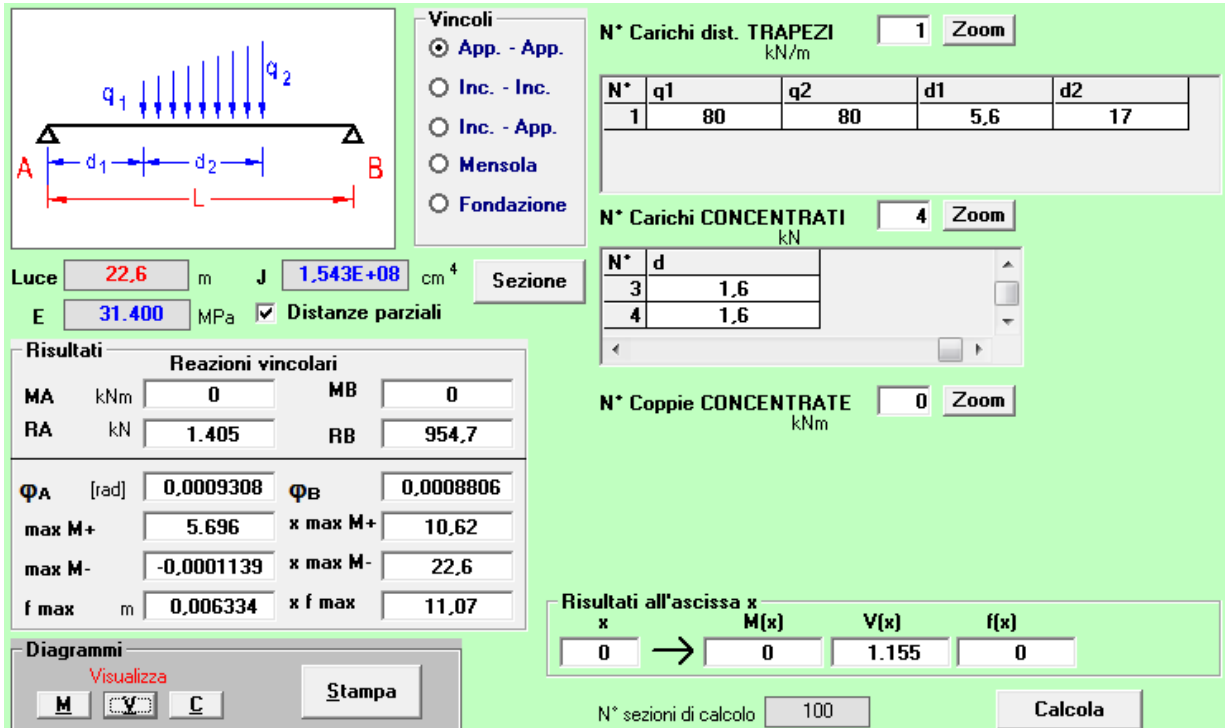 q1
q2
A
d1
d2
B
L
Vincoli
App. - App.
Inc. - Inc.
Inc. - App.
Mensola
Fondazione
N° Carichi dist. TRAPEZI 1 Zoom
kN/m
N° q1 q2 d1 d2
1 80 80 5,6 17
N° Carichi CONCENTRATI 4 Zoom
kN
N° d
3 1,6
4 1,6
N° Coppie CONCENTRATE 0 Zoom
kNm
Luce 22,6 m J 1,543E+08 cm 4 Sezione
E 31.400 MPa Distanze parziali
Risultati
Reazioni vincolari
MA kNm 0 MB 0
RA kN 1.405 RB 954,7
φA [rad] 0,0009308 φB 0,0008806
max M+ 5.696 x max M+ 10,62
max M- -0,0001139 x max M- 22,6
f max m 0,006334 x f max 11,07
Risultati all'ascissa x
x M(x) V(x) f(x)
0 → 0 1.155 0
Diagrammi
Visualizza
M V C Stampa
N° sezioni di calcolo 100 Calcola